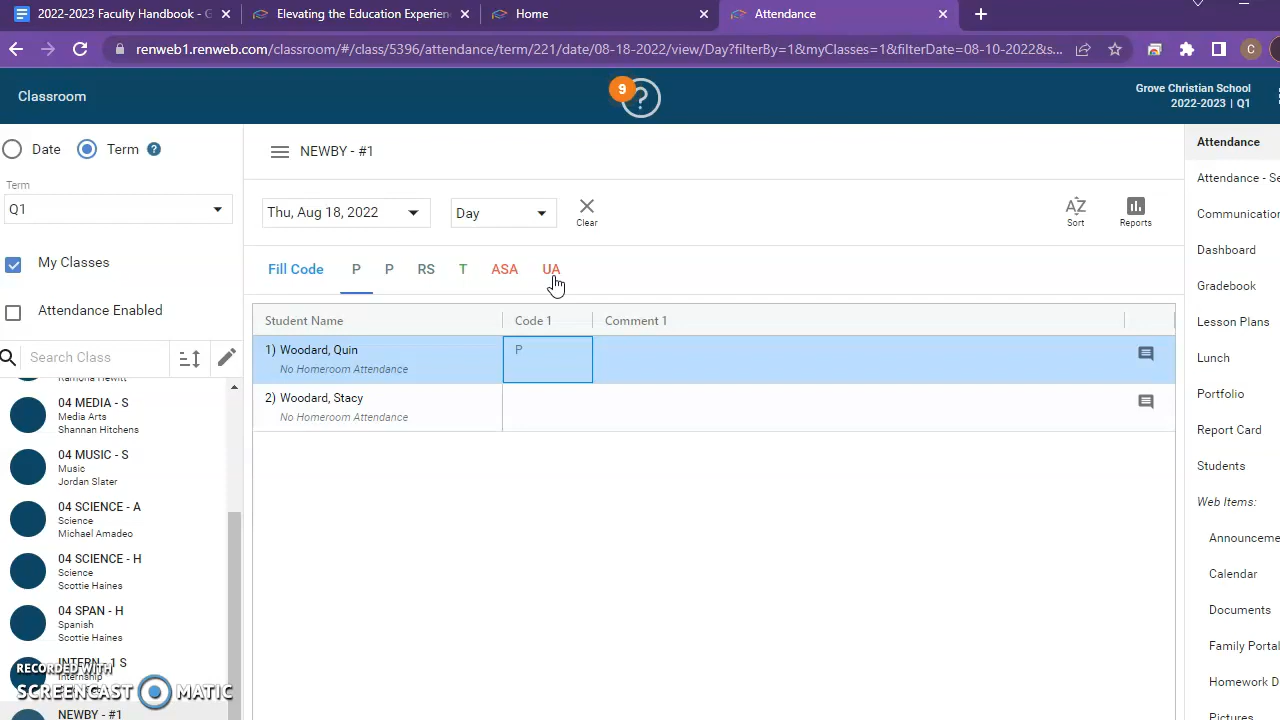 2022-2023 Faculty Handbook - G
Elevating the Education Experien
Home
Attendance
renweb1.renweb.com/classroom/#/class/5396/attendance/term/221/date/08-18-2022/view/Day?filterBy=1&myClasses=1&filterDate=08-10-2022&s...
C
Classroom
9
?
Grove Christian School
2022-2023 | Q1
Date
Term
?
Term
Q1
My Classes
Attendance Enabled
Search Class
Ramona Hewitt
04 MEDIA - S
Media Arts
Shannan Hitchens
04 MUSIC - S
Music
Jordan Slater
04 SCIENCE - A
Science
Michael Amadeo
04 SCIENCE - H
Science
Scottie Haines
04 SPAN - H
Spanish
Scottie Haines
INTERN - 1 S
Internship
NEWBY - #1
RECORDED WITH
SCREENCAST MATIC
NEWBY - #1
Thu, Aug 18, 2022
Day
Clear
AZ
Sort
Reports
Fill Code P P RS T ASA UA
Student Name Code 1 Comment 1
1) Woodard, Quin P
No Homeroom Attendance
2) Woodard, Stacy
No Homeroom Attendance
Attendance
Attendance - Se
Communication
Dashboard
Gradebook
Lesson Plans
Lunch
Portfolio
Report Card
Students
Web Items:
Announceme
Calendar
Documents
Family Portal
Homework D
Pictures